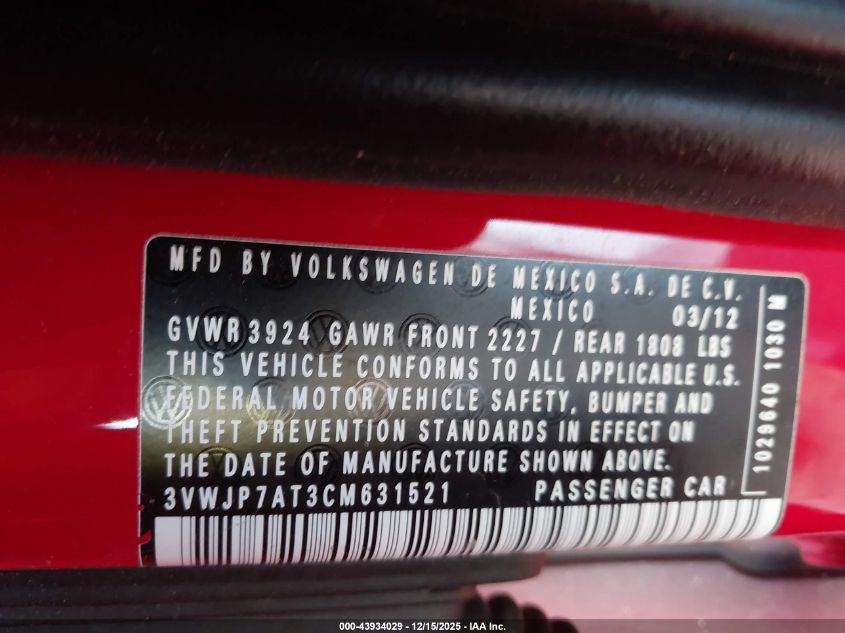 MFD BY VOLKSWAGEN DE MEXICO S.A. DE C.V.
MEXICO 03/12
GVWR 3924 GAWR FRONT 2227 / REAR 1808 LBS
THIS VEHICLE CONFORMS TO ALL APPLICABLE U.S.
FEDERAL MOTOR VEHICLE SAFETY, BUMPER AND
THEFT PREVENTION STANDARDS IN EFFECT ON
THE DATE OF MANUFACTURE SHOWN ABOVE.
3VWJP7AT3CM631521 PASSENGER CAR
1029640 1030 M
000-43934029 - 12/15/2025 - IAA Inc.